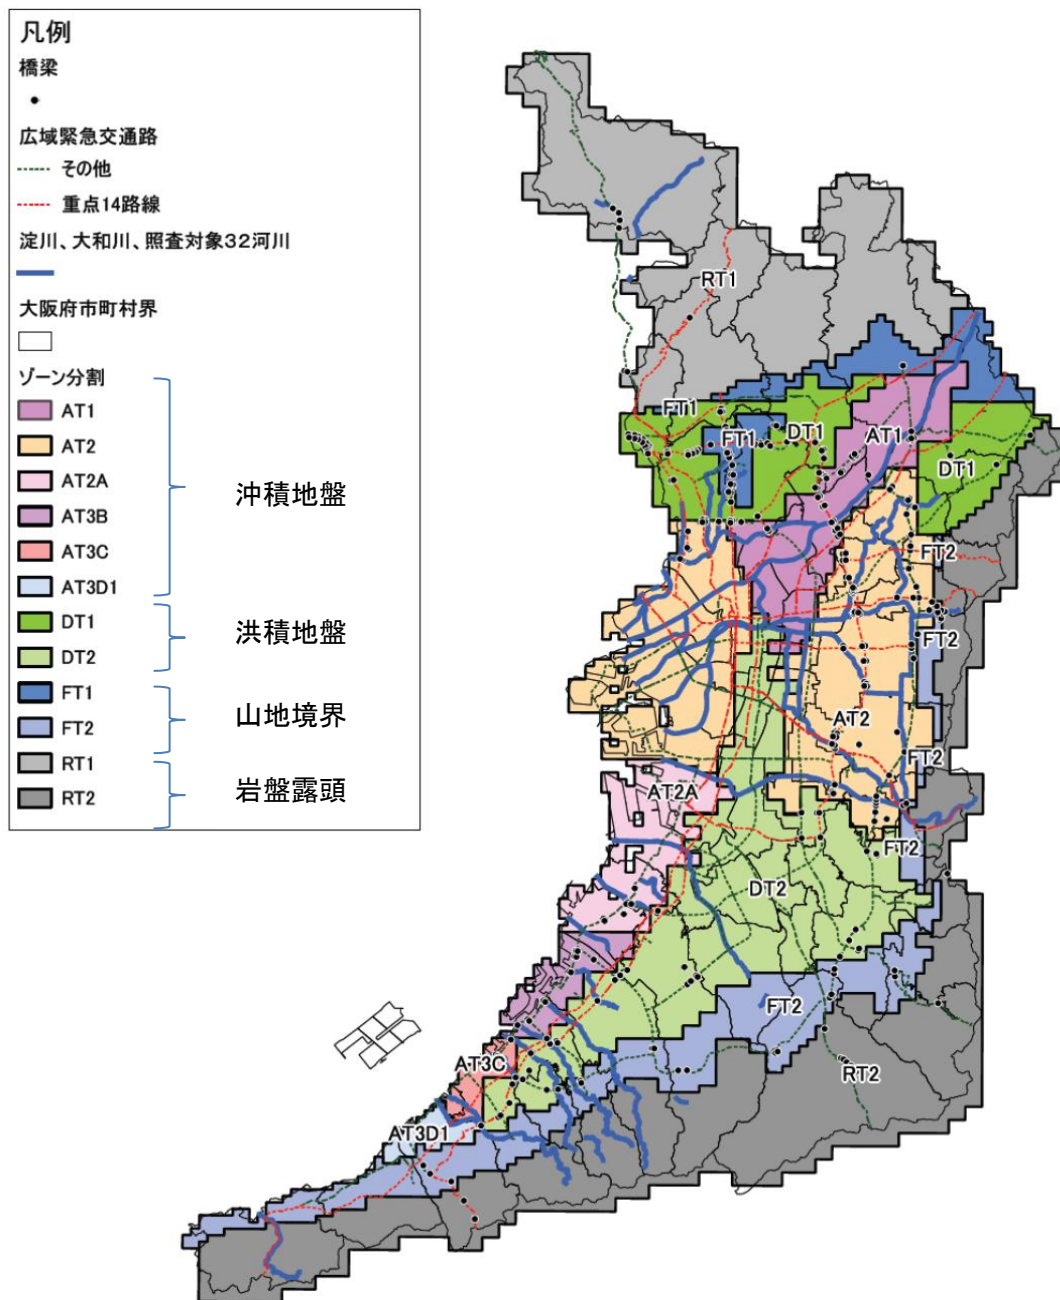 凡例
橋梁
広域緊急交通路
その他
重点14路線
淀川、大和川、照査対象32河川
大阪府市町村界
ゾーン分割
AT1
AT2
AT2A
AT3B
AT3C
AT3D1
DT1
DT2
FT1
FT2
RT1
RT2
沖積地盤
洪積地盤
山地境界
岩盤露頭
RT1
FT1
FT1
DT1
AT1
DT1
FT2
FT2
AT2
FT2
AT2A
FT2
DT2
FT2
AT3C
RT2
AT3D1